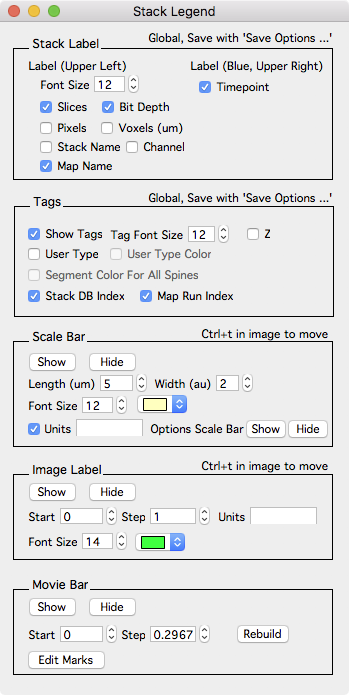 Stack Legend
Stack Label Global, Save with 'Save Options ...'
Label (Upper Left) Label (Blue, Upper Right)
Font Size 12 Timepoint
Slices Bit Depth
Pixels Voxels (um)
Stack Name Channel
Map Name
Tags Global, Save with 'Save Options ...'
Show Tags Tag Font Size 12 Z
User Type User Type Color
Segment Color For All Spines
Stack DB Index Map Run Index
Scale Bar Ctrl+t in image to move
Show Hide
Length (um) 5 Width (au) 2
Font Size 12
Units Options Scale Bar Show Hide
Image Label Ctrl+t in image to move
Show Hide
Start 0 Step 1 Units
Font Size 14
Movie Bar
Show Hide
Start 0 Step 0.2967 Rebuild
Edit Marks